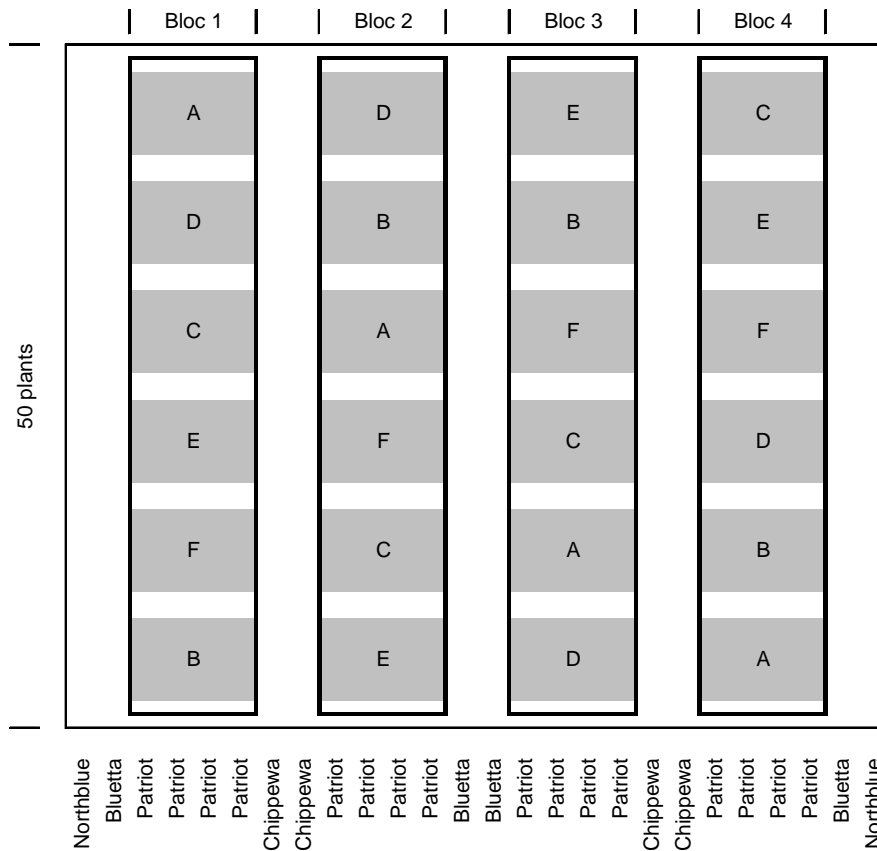 Bloc 1 Bloc 2 Bloc 3 Bloc 4
A D E C
D B B E
C A F F
50 plants
E F C D
F C A B
B E D A
Northblue
Bluetta
Patriot
Patriot
Patriot
Patriot
Chippewa
Chippewa
Patriot
Patriot
Patriot
Patriot
Bluetta
Bluetta
Patriot
Patriot
Patriot
Patriot
Chippewa
Chippewa
Patriot
Patriot
Patriot
Patriot
Bluetta
Northblue